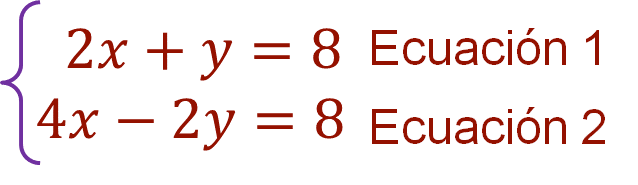 2x + y = 8 Ecuación 1
4x − 2y = 8 Ecuación 2